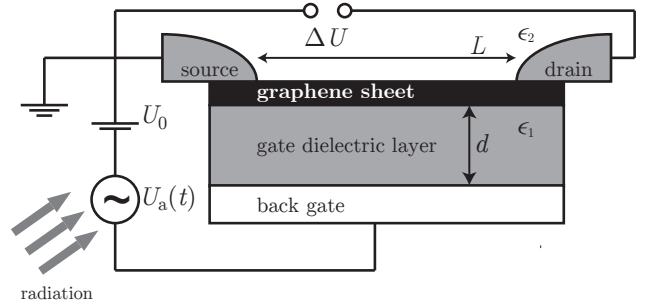 ΔU
L
ϵ₂
source
drain
graphene sheet
U₀
gate dielectric layer
d
ϵ₁
Uₐ(t)
back gate
radiation